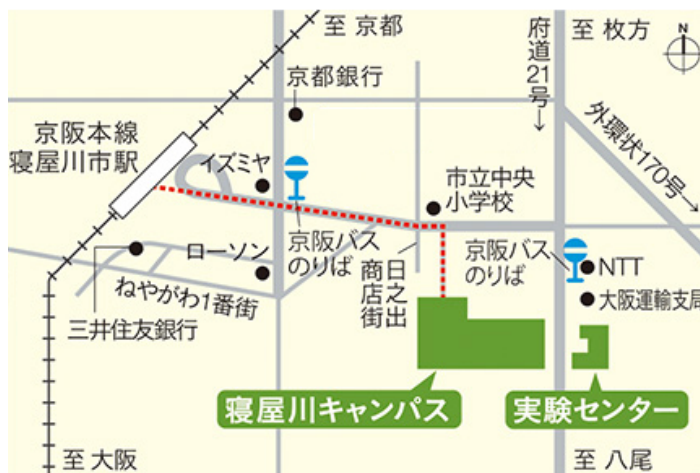 至 京都
府道21号→
至 枚方
N
京都銀行
外環状170号→
京阪本線
寝屋川市駅
イズミヤ
市立中央
小学校
京阪バス
のりば
京阪バス
のりば
ローソン
日之出
商店街
NTT
ねやがわ1番街
大阪運輸支局
三井住友銀行
寝屋川キャンパス
実験センター
至 大阪
至 八尾